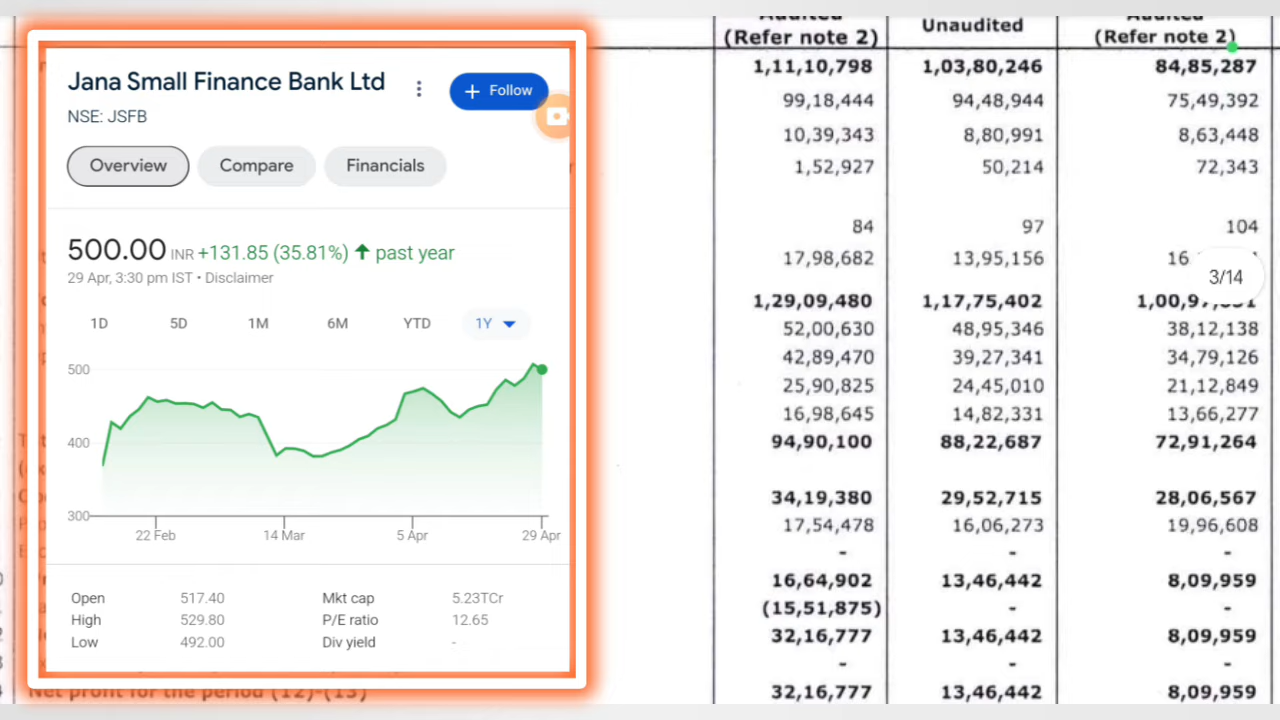 Jana Small Finance Bank Ltd
+ Follow
NSE: JSFB
Overview Compare Financials
500.00 INR +131.85 (35.81%) ↑ past year
29 Apr, 3:30 pm IST • Disclaimer
1D 5D 1M 6M YTD 1Y
500
400
300
22 Feb 14 Mar 5 Apr 29 Apr
Open 517.40 Mkt cap 5.23TCr
High 529.80 P/E ratio 12.65
Low 492.00 Div yield -
Net profit for the period (12)-(13)
Audited Unaudited Audited
(Refer note 2) (Refer note 2)
1,11,10,798 1,03,80,246 84,85,287
99,18,444 94,48,944 75,49,392
10,39,343 8,80,991 8,63,448
1,52,927 50,214 72,343
84 97 104
17,98,682 13,95,156 16
3/14
1,29,09,480 1,17,75,402
52,00,630 48,95,346 38,12,138
42,89,470 39,27,341 34,79,126
25,90,825 24,45,010 21,12,849
16,98,645 14,82,331 13,66,277
94,90,100 88,22,687 72,91,264
34,19,380 29,52,715 28,06,567
17,54,478 16,06,273 19,96,608
- - -
16,64,902 13,46,442 8,09,959
(15,51,875) - -
32,16,777 13,46,442 8,09,959
- - -
32,16,777 13,46,442 8,09,959